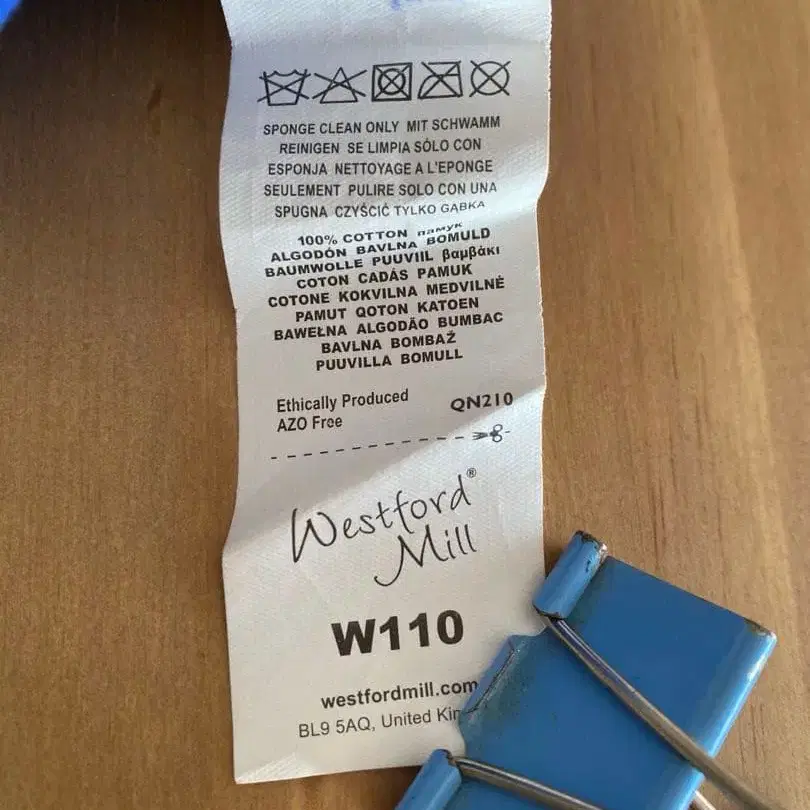 SPONGE CLEAN ONLY MIT SCHWAMM
REINIGEN SE LIMPIA SÓLO CON
ESPONJA NETTOYAGE A L'EPONGE
SEULEMENT PULIRE SOLO CON UNA
SPUGNA CZYŚCIĆ TYLKO GĄBKA
100% COTTON памук
ALGODÓN BAVLNA BOMULD
BAUMWOLLE PUUVIIL βαμβάκι
COTON CADÁS PAMUK
COTONE KOKVILNA MEDVILNĖ
PAMUT QOTON KATOEN
BAWEŁNA ALGODÃO BUMBAC
BAVLNA BOMBAŽ
PUUVILLA BOMULL
Ethically Produced
AZO Free
QN210
Westford®
Mill
W110
westfordmill.com
BL9 5AQ, United